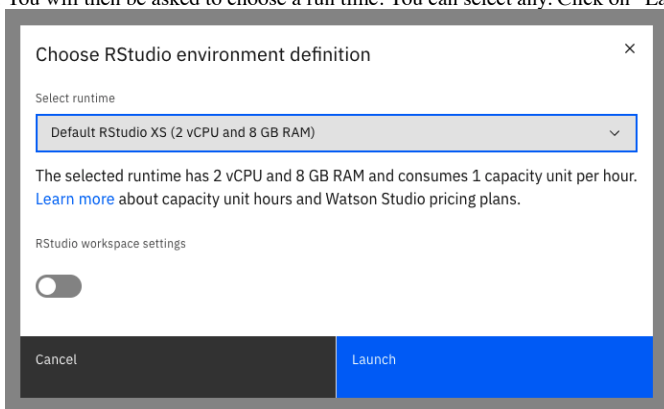 You will then be asked to choose a run time. You can select any. Click on "La
Choose RStudio environment definition
Select runtime
Default RStudio XS (2 vCPU and 8 GB RAM)
The selected runtime has 2 vCPU and 8 GB RAM and consumes 1 capacity unit per hour.
Learn more about capacity unit hours and Watson Studio pricing plans.
RStudio workspace settings
Cancel
Launch